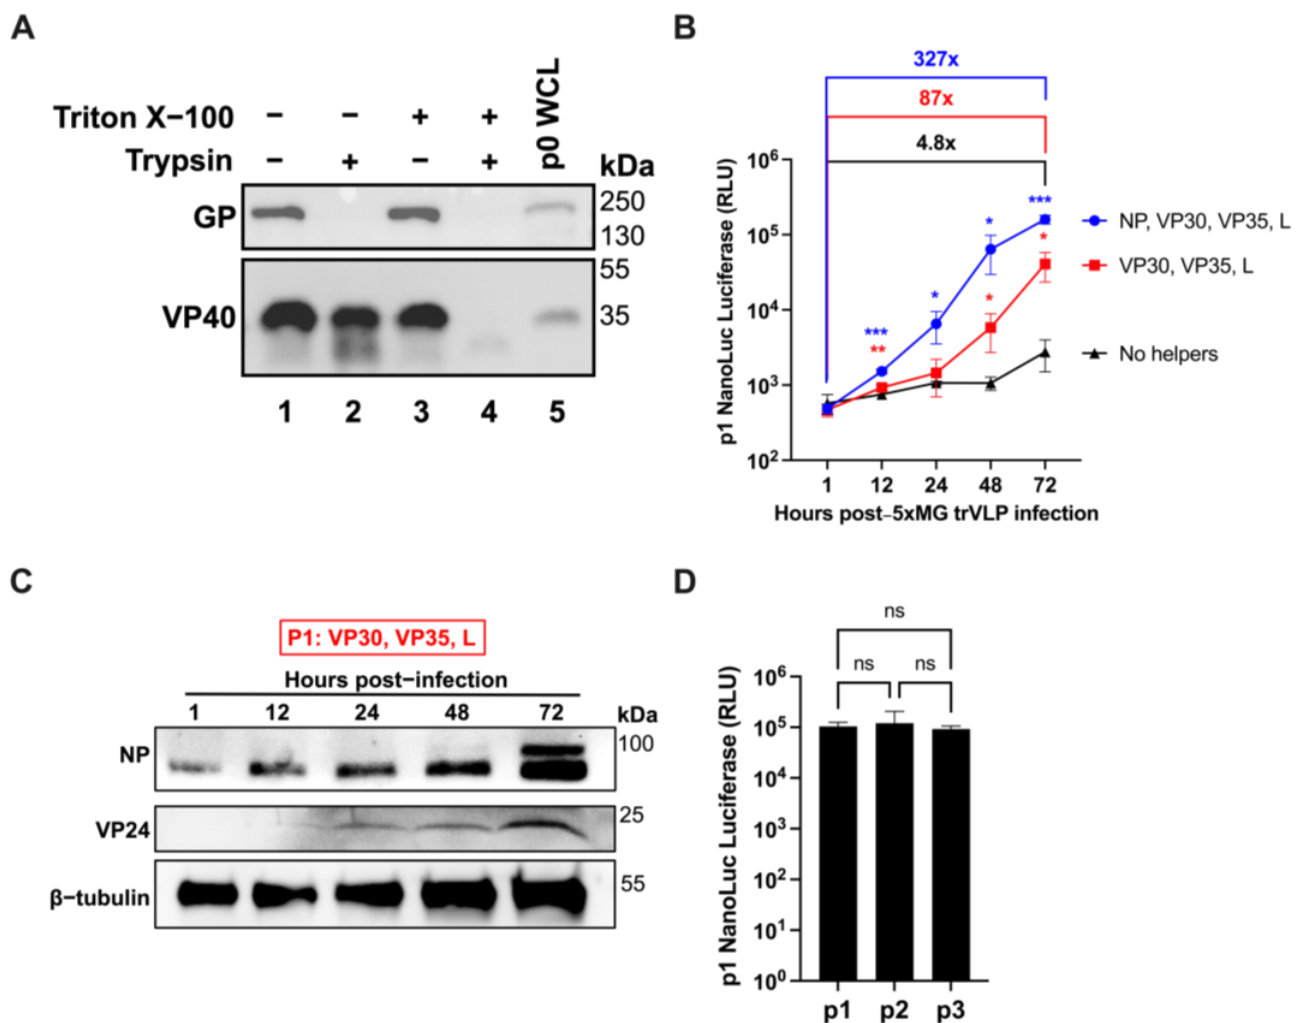 A
Triton X−100 − − + +
Trypsin − + − +
p0 WCL
kDa
GP
250
130
VP40
55
35
1 2 3 4 5
B
327x
87x
4.8x
p1 NanoLuc Luciferase (RLU)
10⁶
10⁵
10⁴
10³
10²
***
*
*
*
***
**
*
NP, VP30, VP35, L
VP30, VP35, L
No helpers
1 12 24 48 72
Hours post–5xMG trVLP infection
C
P1: VP30, VP35, L
Hours post−infection
1 12 24 48 72
kDa
NP
100
VP24
25
β−tubulin
55
D
ns
ns ns
p1 NanoLuc Luciferase (RLU)
10⁶
10⁵
10⁴
10³
10²
10¹
10⁰
p1 p2 p3